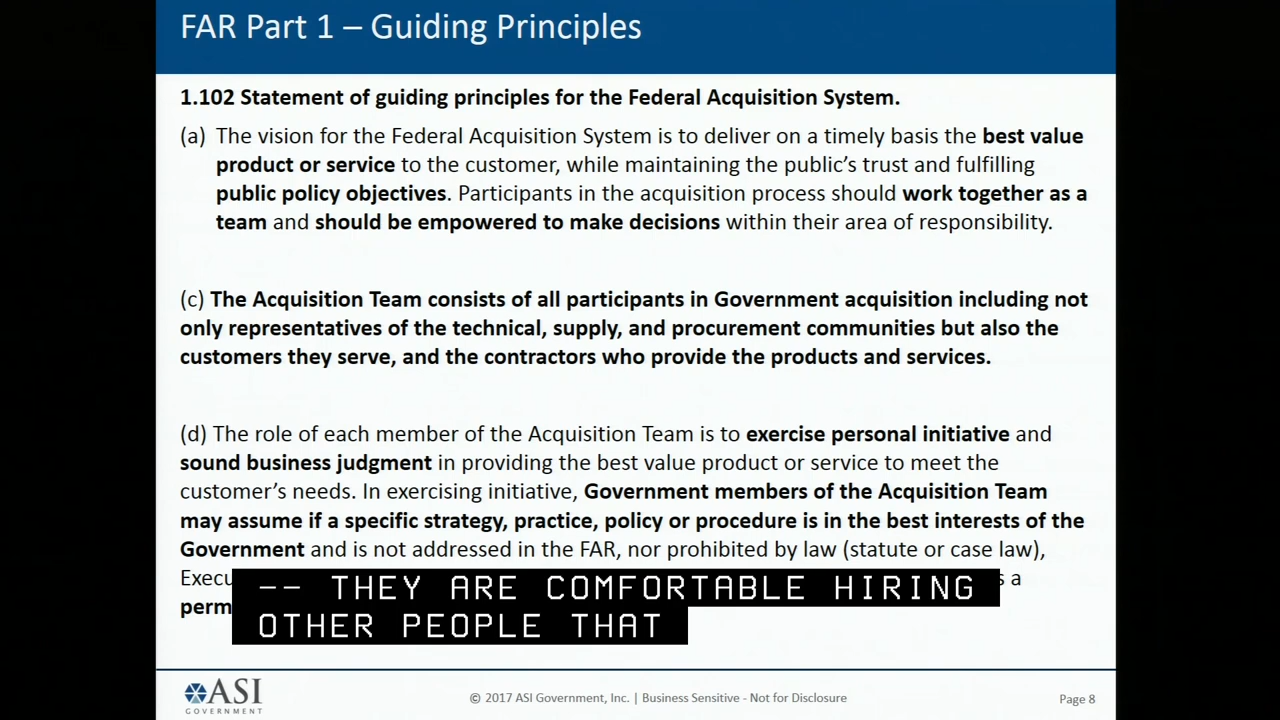 FAR Part 1 – Guiding Principles
1.102 Statement of guiding principles for the Federal Acquisition System.
(a) The vision for the Federal Acquisition System is to deliver on a timely basis the best value
product or service to the customer, while maintaining the public's trust and fulfilling
public policy objectives. Participants in the acquisition process should work together as a
team and should be empowered to make decisions within their area of responsibility.
(c) The Acquisition Team consists of all participants in Government acquisition including not
only representatives of the technical, supply, and procurement communities but also the
customers they serve, and the contractors who provide the products and services.
(d) The role of each member of the Acquisition Team is to exercise personal initiative and
sound business judgment in providing the best value product or service to meet the
customer's needs. In exercising initiative, Government members of the Acquisition Team
may assume if a specific strategy, practice, policy or procedure is in the best interests of the
Government and is not addressed in the FAR, nor prohibited by law (statute or case law),
a
-- THEY ARE COMFORTABLE HIRING
OTHER PEOPLE THAT
ASI
GOVERNMENT
© 2017 ASI Government, Inc. | Business Sensitive - Not for Disclosure
Page 8